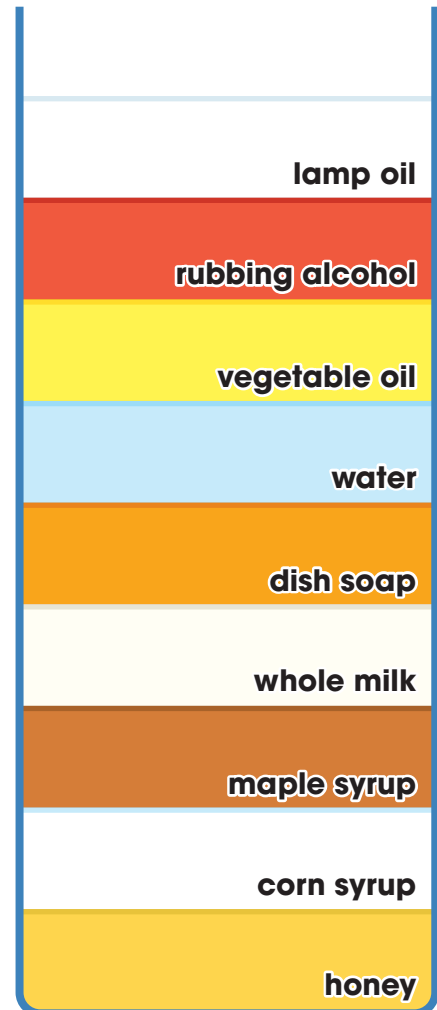 lamp oil
rubbing alcohol
vegetable oil
water
dish soap
whole milk
maple syrup
corn syrup
honey